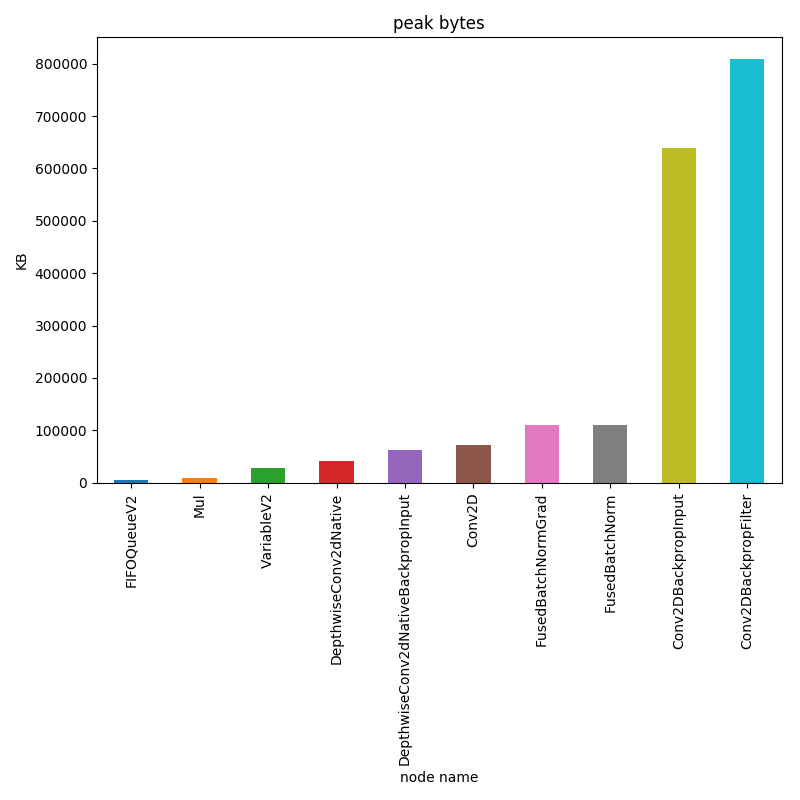 peak bytes
KB
800000
700000
600000
500000
400000
300000
200000
100000
0
FIFOQueueV2
Mul
VariableV2
DepthwiseConv2dNative
DepthwiseConv2dNativeBackpropInput
Conv2D
FusedBatchNormGrad
FusedBatchNorm
Conv2DBackpropInput
Conv2DBackpropFilter
node name